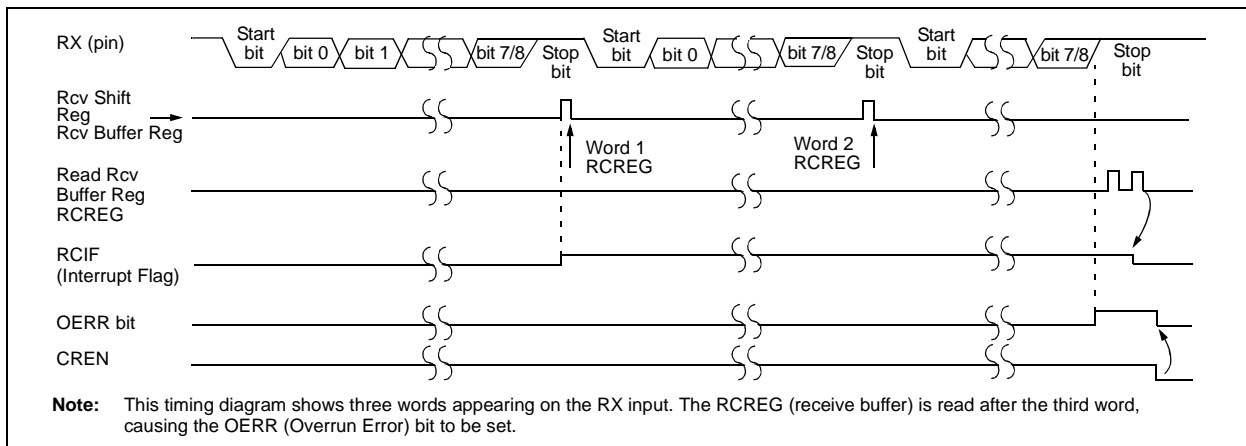 RX (pin)
Start bit
bit 0
bit 1
bit 7/8
Stop bit
Start bit
bit 0
bit 7/8
Stop bit
Start bit
bit 7/8
Stop bit
Rcv Shift
Reg
Rcv Buffer Reg
Word 1
RCREG
Word 2
RCREG
Read Rcv
Buffer Reg
RCREG
RCIF
(Interrupt Flag)
OERR bit
CREN
Note: This timing diagram shows three words appearing on the RX input. The RCREG (receive buffer) is read after the third word,
causing the OERR (Overrun Error) bit to be set.